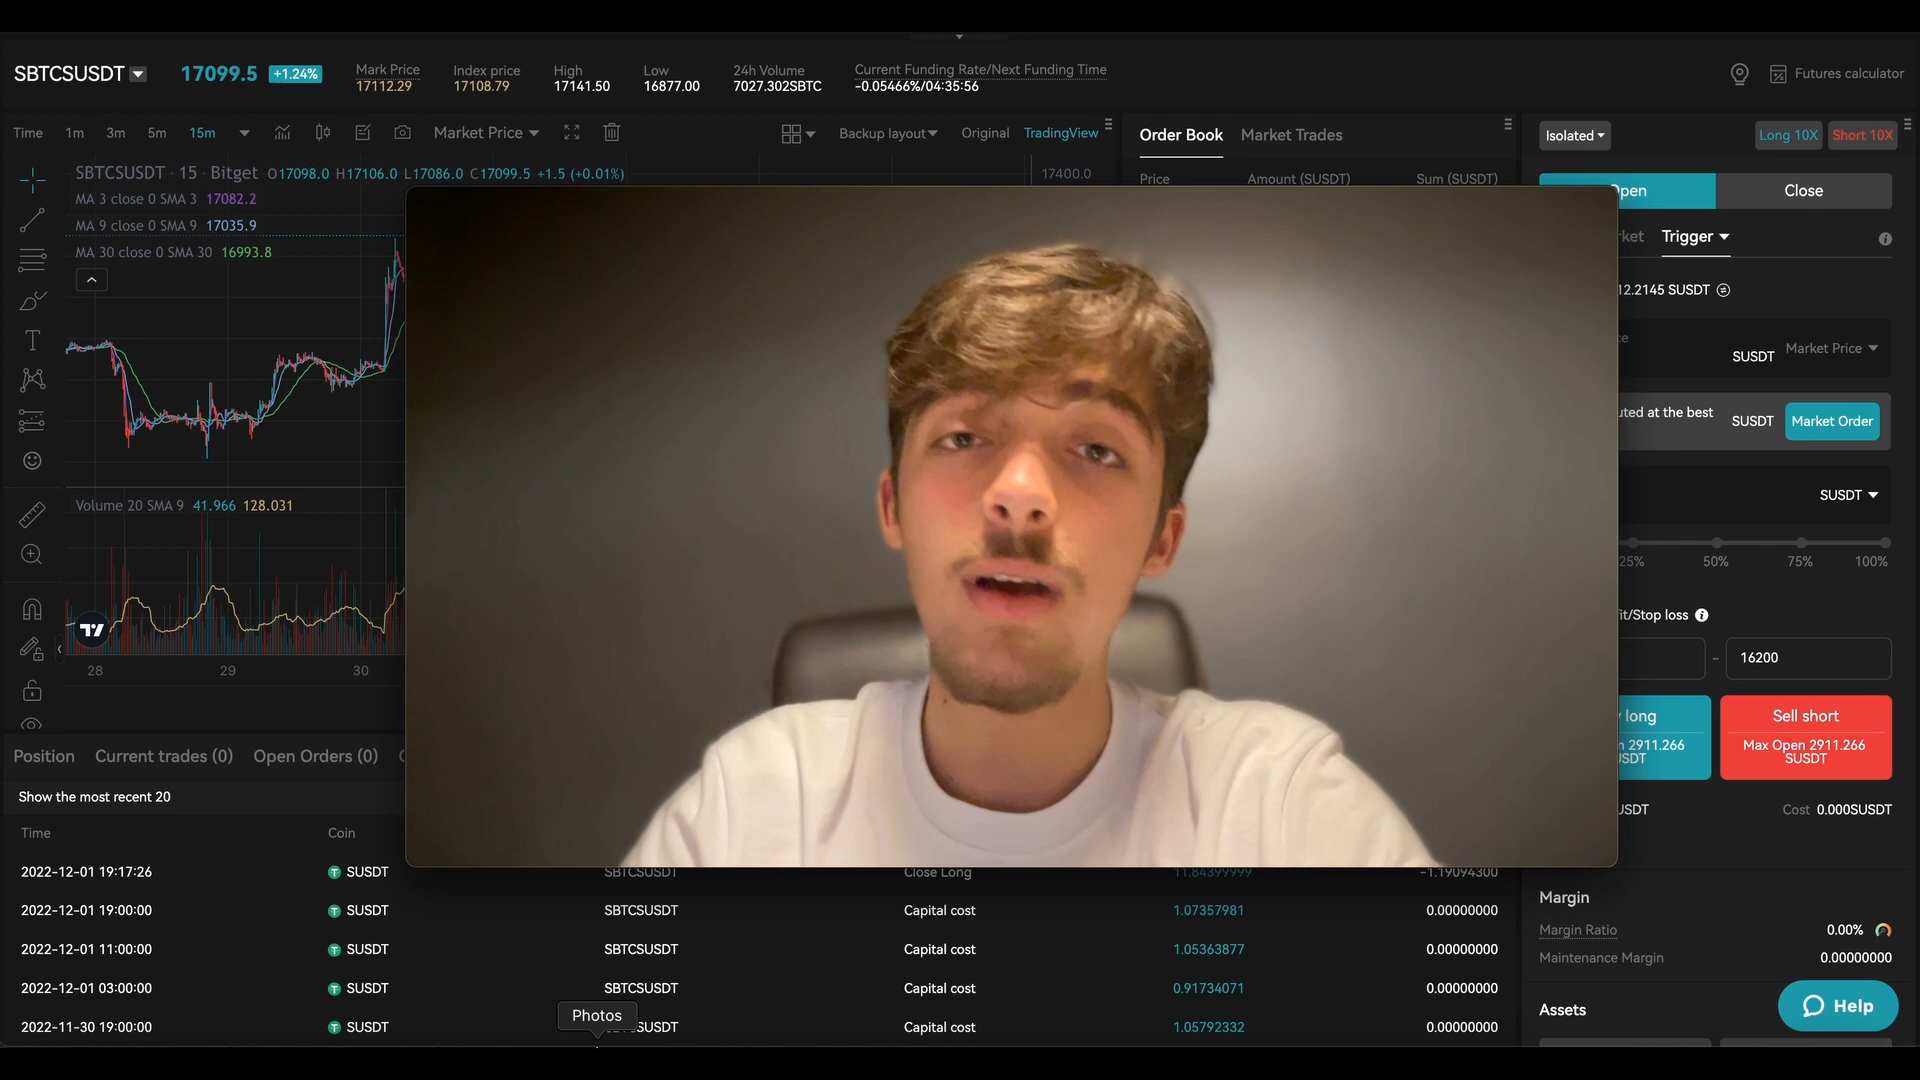 SBTCSUSDT
17099.5 +1.24%
Mark Price
17112.29
Index price
17108.79
High
17141.50
Low
16877.00
24h Volume
7027.302SBTC
Current Funding Rate/Next Funding Time
-0.05466%/04:35:56
Futures calculator
Time 1m 3m 5m 15m Market Price Backup layout Original TradingView
Order Book Market Trades
Isolated Long 10X Short 10X
SBTCSUSDT · 15 · Bitget O17098.0 H17106.0 L17086.0 C17099.5 +1.5 (+0.01%)
17400.0
Price Amount (SUSDT) Sum (SUSDT)
MA 3 close 0 SMA 3 17082.2
MA 9 close 0 SMA 9 17035.9
MA 30 close 0 SMA 30 16993.8
Close
Trigger
12.2145 SUSDT
SUSDT Market Price
uted at the best SUSDT Market Order
SUSDT
25% 50% 75% 100%
Volume 20 SMA 9 41.966 128.031
28 29 30
fit/Stop loss
- 16200
long
2911.266
Sell short
Max Open 2911.266
SUSDT
Cost 0.000SUSDT
Position Current trades (0) Open Orders (0)
Show the most recent 20
Time Coin
2022-12-01 19:17:26 SUSDT SBTCSUSDT Close Long 11.84399999 -1.19094300
2022-12-01 19:00:00 SUSDT SBTCSUSDT Capital cost 1.07357981 0.00000000
2022-12-01 11:00:00 SUSDT SBTCSUSDT Capital cost 1.05363877 0.00000000
2022-12-01 03:00:00 SUSDT SBTCSUSDT Capital cost 0.91734071 0.00000000
2022-11-30 19:00:00 SUSDT SUSDT Capital cost 1.05792332 0.00000000
Photos
Margin
Margin Ratio 0.00%
Maintenance Margin 0.00000000
Assets
Help